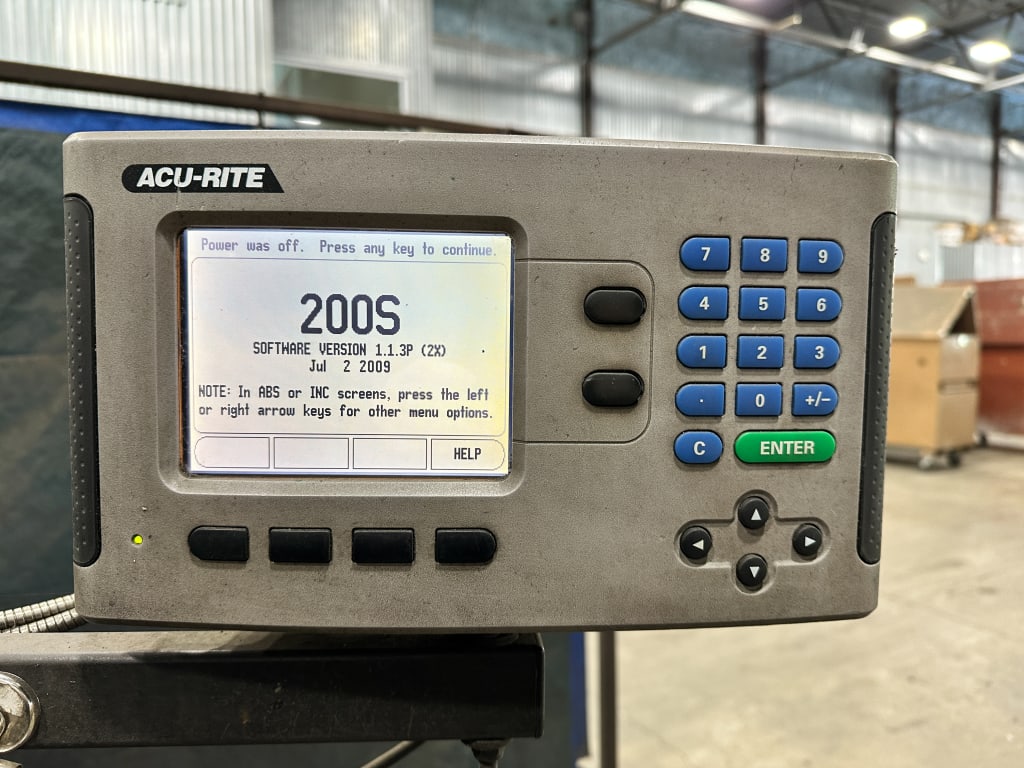 ACU-RITE
Power was off. Press any key to continue.
200S
SOFTWARE VERSION 1.1.3P (2X)
Jul 2 2009
NOTE: In ABS or INC screens, press the left
or right arrow keys for other menu options.
HELP
7 8 9
4 5 6
1 2 3
. 0 +/-
C ENTER